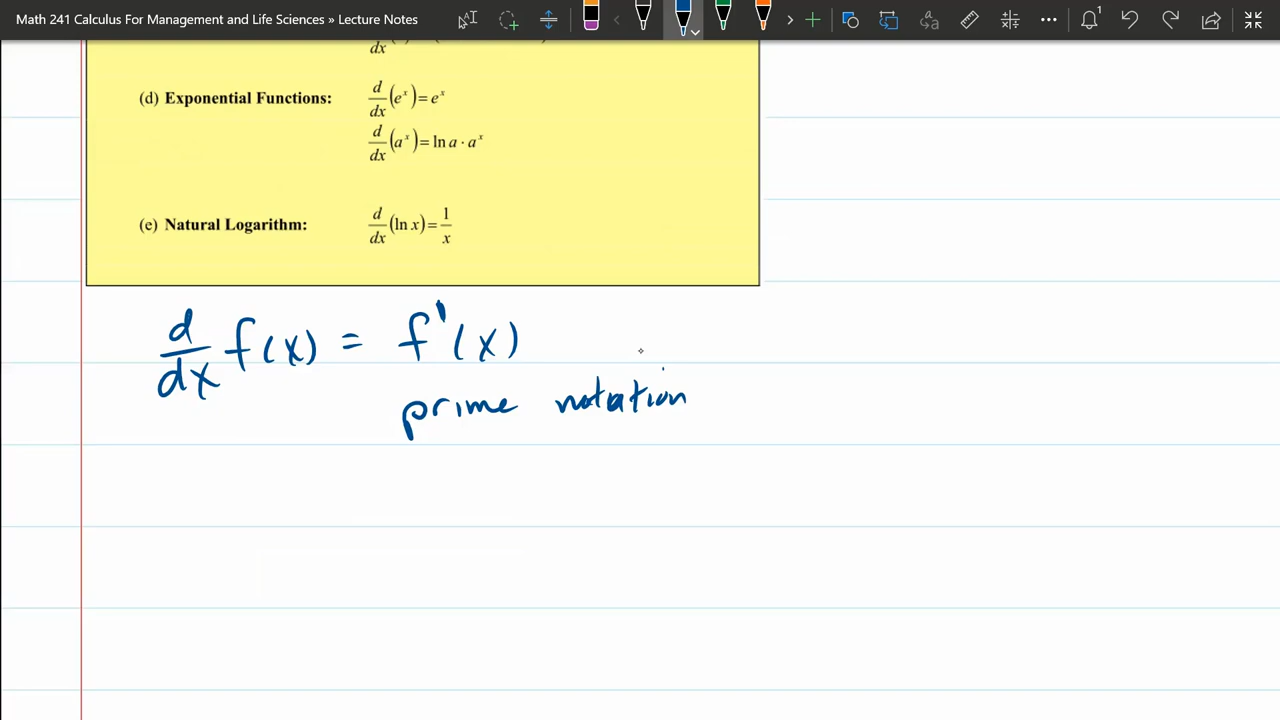 Math 241 Calculus For Management and Life Sciences » Lecture Notes
d/dx
(d) Exponential Functions: d/dx (e^x) = e^x
d/dx (a^x) = ln a · a^x
(e) Natural Logarithm: d/dx (ln x) = 1/x
d/dx f(x) = f'(x)
prime notation